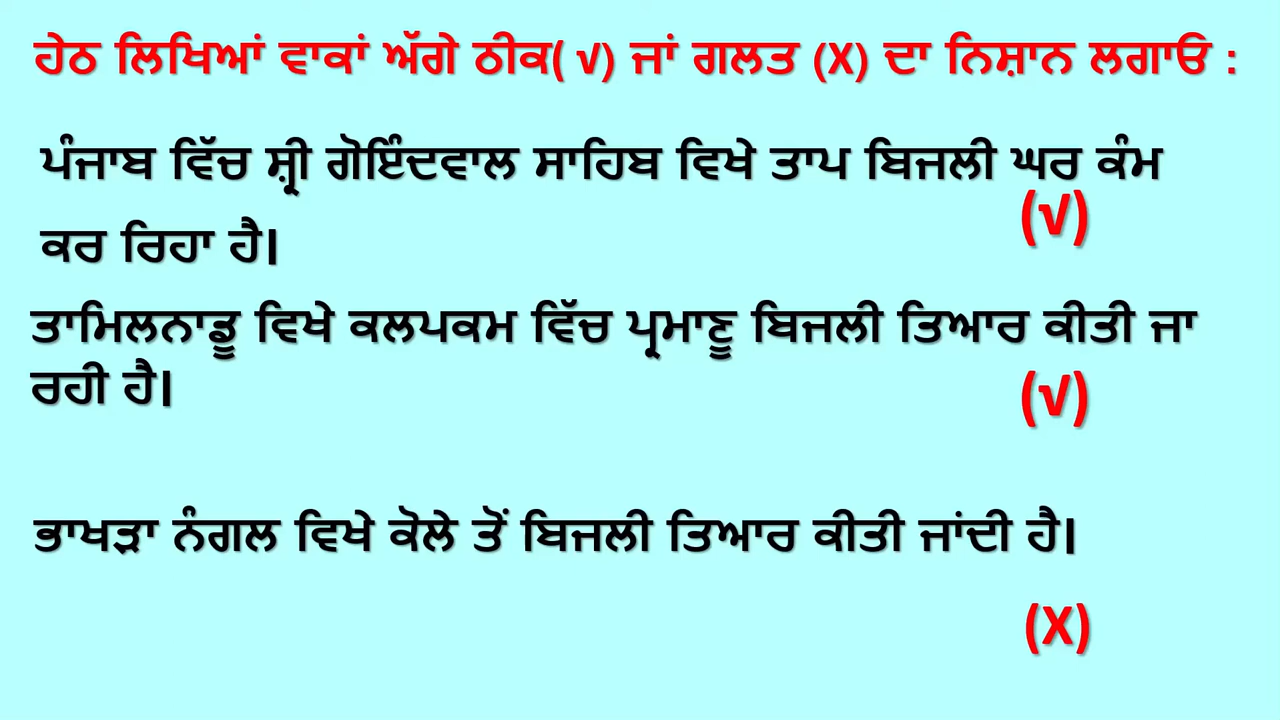 ਹੇਠ ਲਿਖਿਆਂ ਵਾਕਾਂ ਅੱਗੇ ਠੀਕ( √) ਜਾਂ ਗਲਤ (X) ਦਾ ਨਿਸ਼ਾਨ ਲਗਾਓ :
ਪੰਜਾਬ ਵਿੱਚ ਸ਼੍ਰੀ ਗੋਇੰਦਵਾਲ ਸਾਹਿਬ ਵਿਖੇ ਤਾਪ ਬਿਜਲੀ ਘਰ ਕੰਮ
(√)
ਕਰ ਰਿਹਾ ਹੈ।
ਤਾਮਿਲਨਾਡੂ ਵਿਖੇ ਕਲਪਕਮ ਵਿੱਚ ਪ੍ਰਮਾਣੂ ਬਿਜਲੀ ਤਿਆਰ ਕੀਤੀ ਜਾ
ਰਹੀ ਹੈ।
(√)
ਭਾਖੜਾ ਨੰਗਲ ਵਿਖੇ ਕੋਲੇ ਤੋਂ ਬਿਜਲੀ ਤਿਆਰ ਕੀਤੀ ਜਾਂਦੀ ਹੈ।
(X)